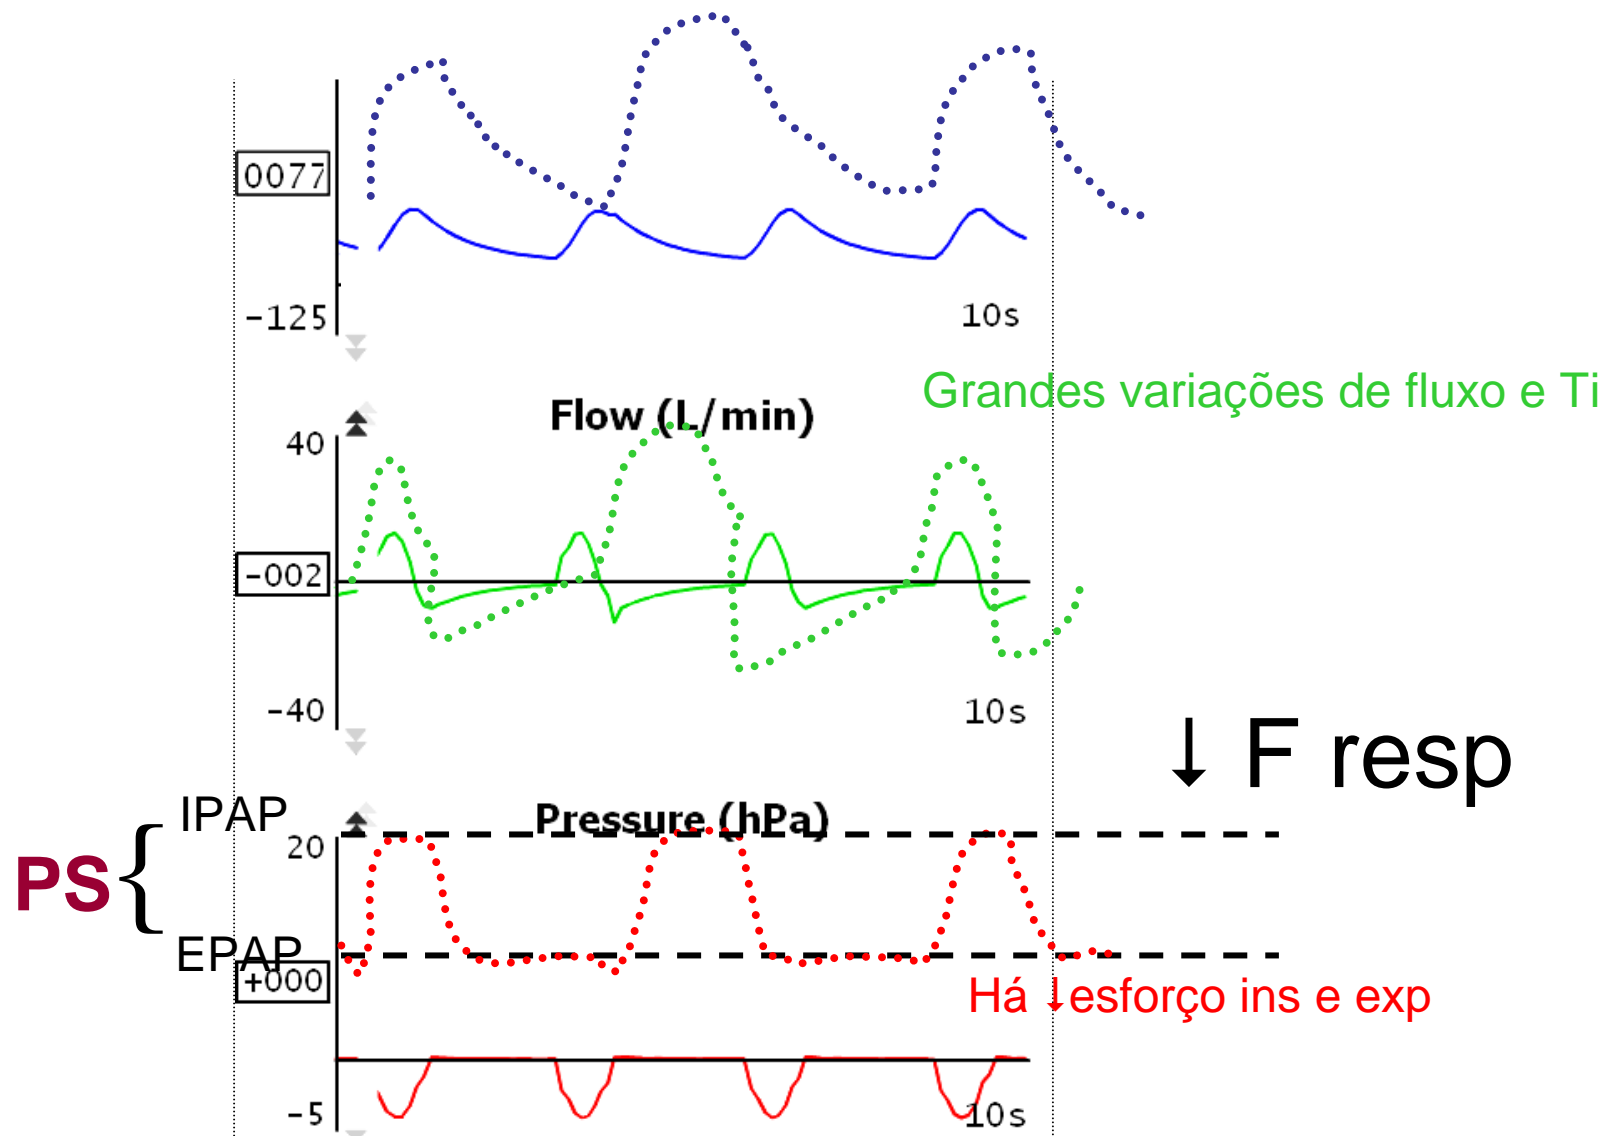 0077
-125
10s
Grandes variações de fluxo e Ti
Flow (L/min)
40
-002
-40
10s
↓ F resp
IPAP
Pressure (hPa)
20
PS {
EPAP
+000
Há ↓esforço ins e exp
-5
10s